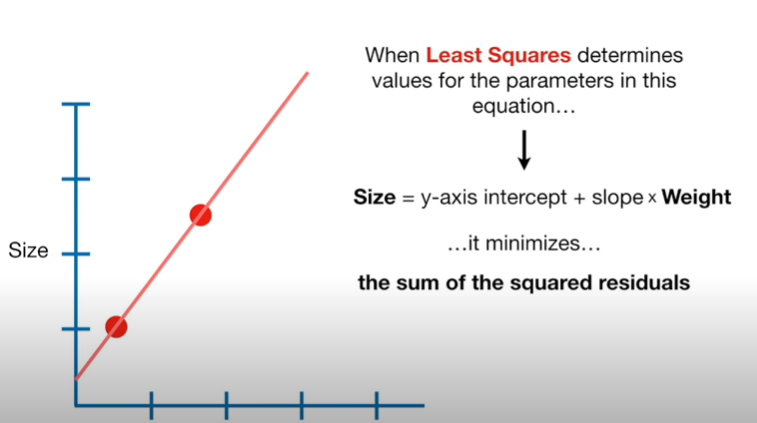 When Least Squares determines
values for the parameters in this
equation…
Size = y-axis intercept + slope × Weight
…it minimizes…
the sum of the squared residuals
Size